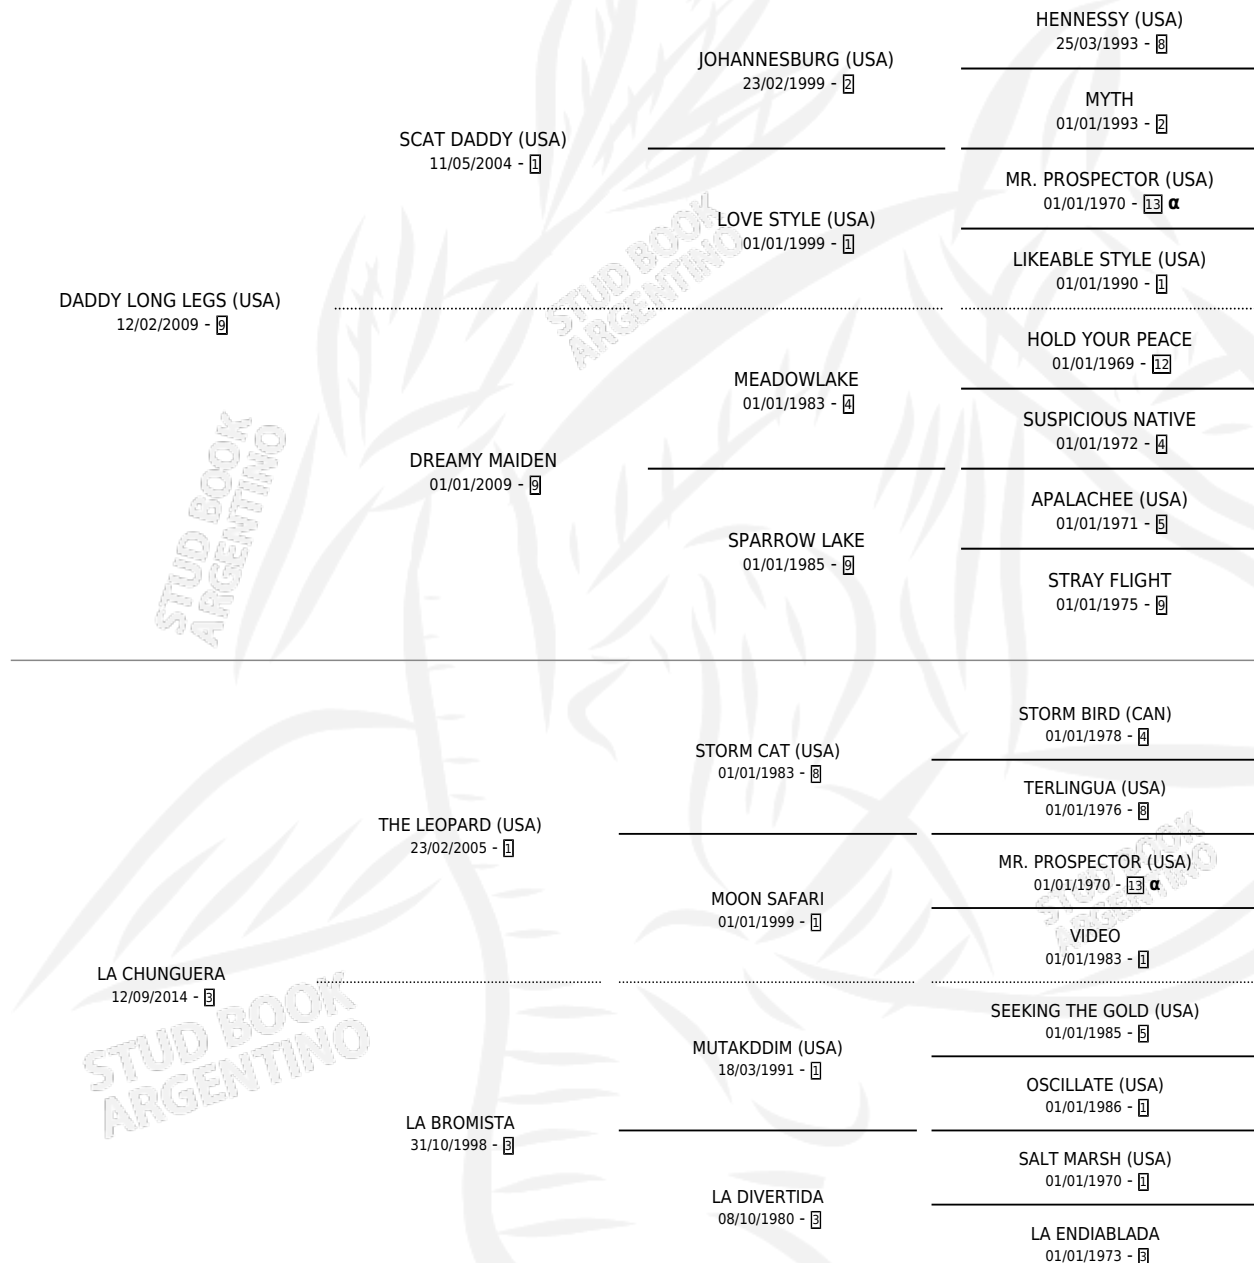 HENNESSY (USA)
25/03/1993 - 8
JOHANNESBURG (USA)
23/02/1999 - 2
MYTH
01/01/1993 - 2
SCAT DADDY (USA)
11/05/2004 - 1
MR. PROSPECTOR (USA)
01/01/1970 - 13 α
LOVE STYLE (USA)
01/01/1999 - 1
LIKEABLE STYLE (USA)
01/01/1990 - 1
DADDY LONG LEGS (USA)
12/02/2009 - 9
HOLD YOUR PEACE
01/01/1969 - 12
MEADOWLAKE
01/01/1983 - 4
SUSPICIOUS NATIVE
01/01/1972 - 4
DREAMY MAIDEN
01/01/2009 - 9
APALACHEE (USA)
01/01/1971 - 5
SPARROW LAKE
01/01/1985 - 9
STRAY FLIGHT
01/01/1975 - 9
STORM BIRD (CAN)
01/01/1978 - 4
STORM CAT (USA)
01/01/1983 - 8
TERLINGUA (USA)
01/01/1976 - 8
THE LEOPARD (USA)
23/02/2005 - 1
MR. PROSPECTOR (USA)
01/01/1970 - 13 α
MOON SAFARI
01/01/1999 - 1
VIDEO
01/01/1983 - 1
LA CHUNGUERA
12/09/2014 - 3
SEEKING THE GOLD (USA)
01/01/1985 - 5
MUTAKDDIM (USA)
18/03/1991 - 1
OSCILLATE (USA)
01/01/1986 - 1
LA BROMISTA
31/10/1998 - 3
SALT MARSH (USA)
01/01/1970 - 1
LA DIVERTIDA
08/10/1980 - 3
LA ENDIABLADA
01/01/1973 - 3
STUD BOOK
ARGENTINO
STUD BOOK
ARGENTINO
STUD BOOK
ARGENTINO
STUD BOOK
ARGENTINO